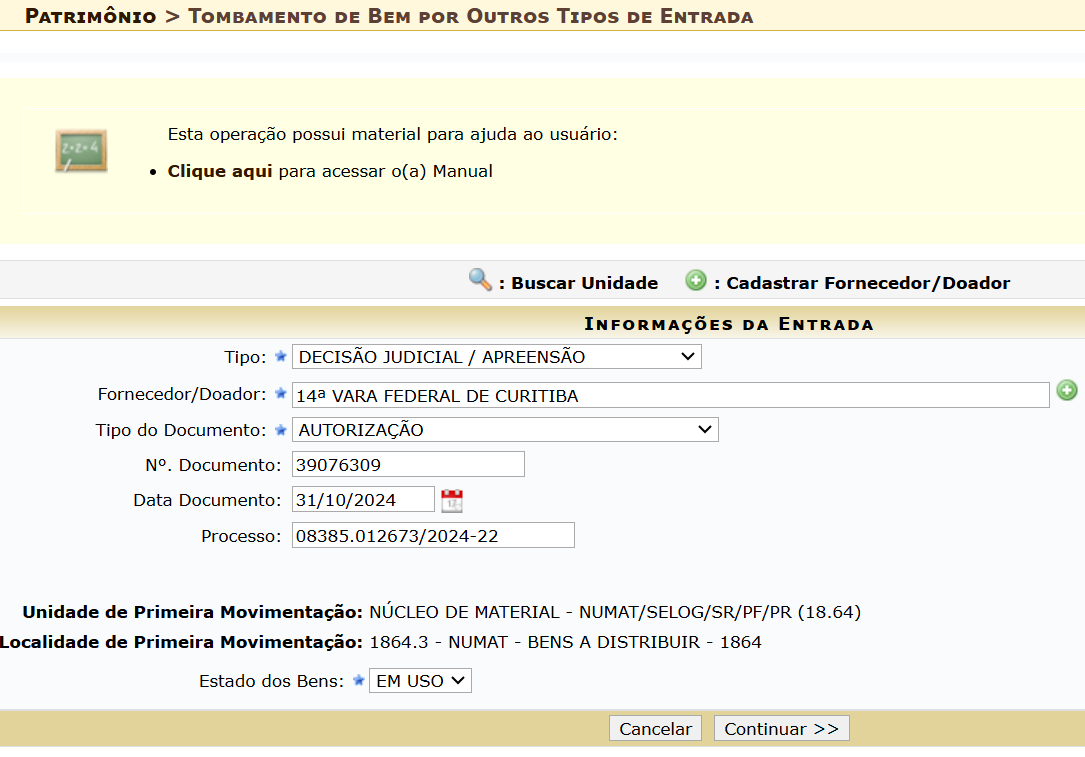 Patrimônio > Tombamento de Bem por Outros Tipos de Entrada
2+2=4
Esta operação possui material para ajuda ao usuário:
• Clique aqui para acessar o(a) Manual
: Buscar Unidade : Cadastrar Fornecedor/Doador
Informações da Entrada
Tipo: DECISÃO JUDICIAL / APREENSÃO
Fornecedor/Doador: 14ª VARA FEDERAL DE CURITIBA
Tipo do Documento: AUTORIZAÇÃO
Nº. Documento: 39076309
Data Documento: 31/10/2024
Processo: 08385.012673/2024-22
Unidade de Primeira Movimentação: NÚCLEO DE MATERIAL - NUMAT/SELOG/SR/PF/PR (18.64)
Localidade de Primeira Movimentação: 1864.3 - NUMAT - BENS A DISTRIBUIR - 1864
Estado dos Bens: EM USO
Cancelar Continuar >>